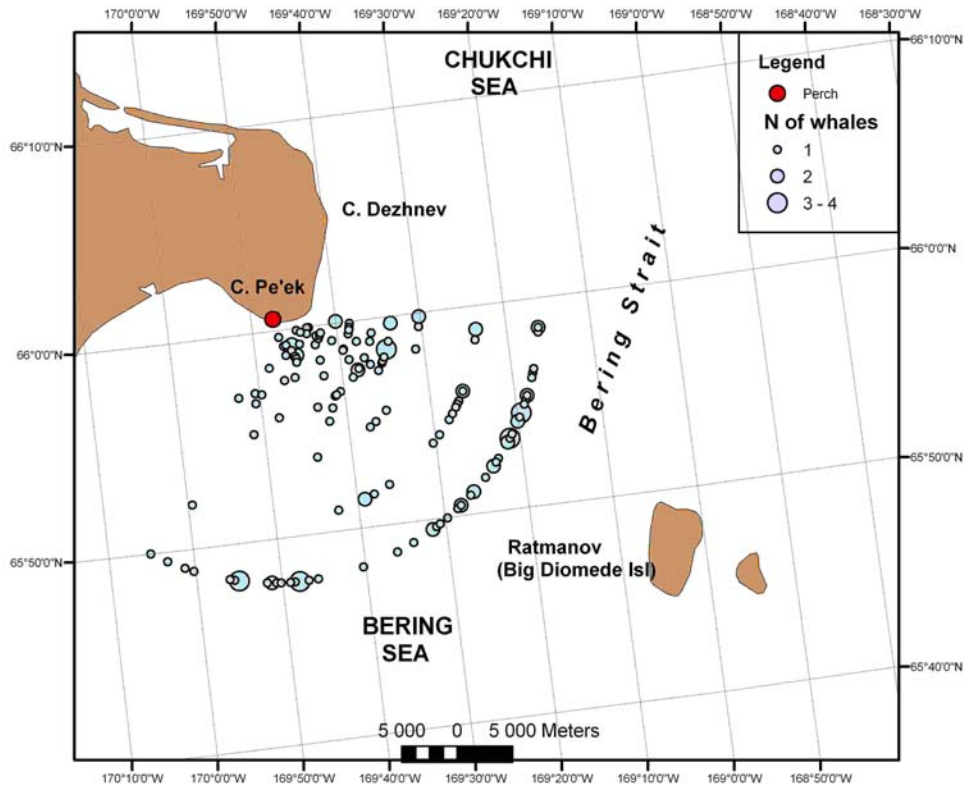 170°0'0"W 169°50'0"W 169°40'0"W 169°30'0"W 169°20'0"W 169°10'0"W 169°0'0"W 168°50'0"W 168°40'0"W 168°30'0"W
66°10'0"N
CHUKCHI
SEA
Legend
Perch
N of whales
1
2
3 - 4
66°10'0"N
C. Dezhnev
66°0'0"N
Bering Strait
C. Pe'ek
66°0'0"N
65°50'0"N
Ratmanov
(Big Diomede Isl)
65°50'0"N
BERING
SEA
65°40'0"N
5 000 0 5 000 Meters
170°10'0"W 170°0'0"W 169°50'0"W 169°40'0"W 169°30'0"W 169°20'0"W 169°10'0"W 169°0'0"W 168°50'0"W